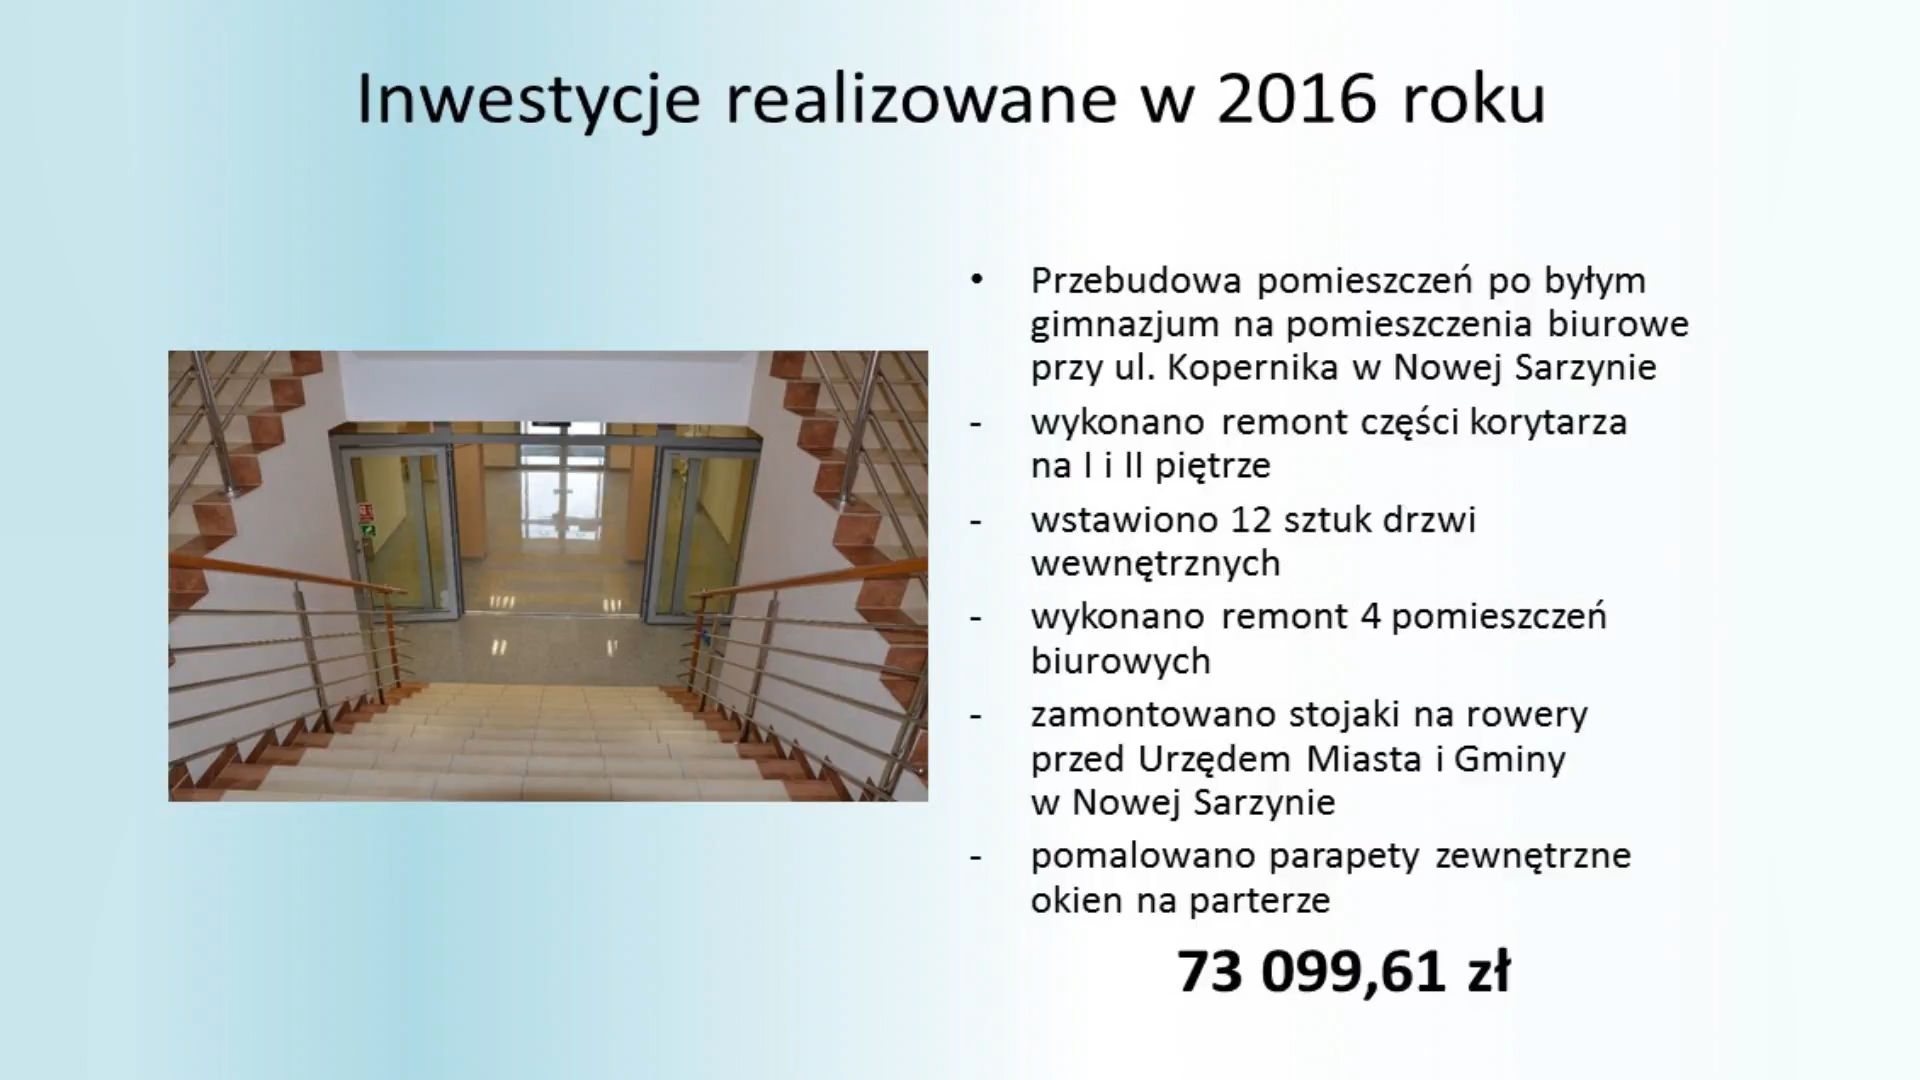 Inwestycje realizowane w 2016 roku
• Przebudowa pomieszczeń po byłym
gimnazjum na pomieszczenia biurowe
przy ul. Kopernika w Nowej Sarzynie
- wykonano remont części korytarza
na I i II piętrze
- wstawiono 12 sztuk drzwi
wewnętrznych
- wykonano remont 4 pomieszczeń
biurowych
- zamontowano stojaki na rowery
przed Urzędem Miasta i Gminy
w Nowej Sarzynie
- pomalowano parapety zewnętrzne
okien na parterze
73 099,61 zł